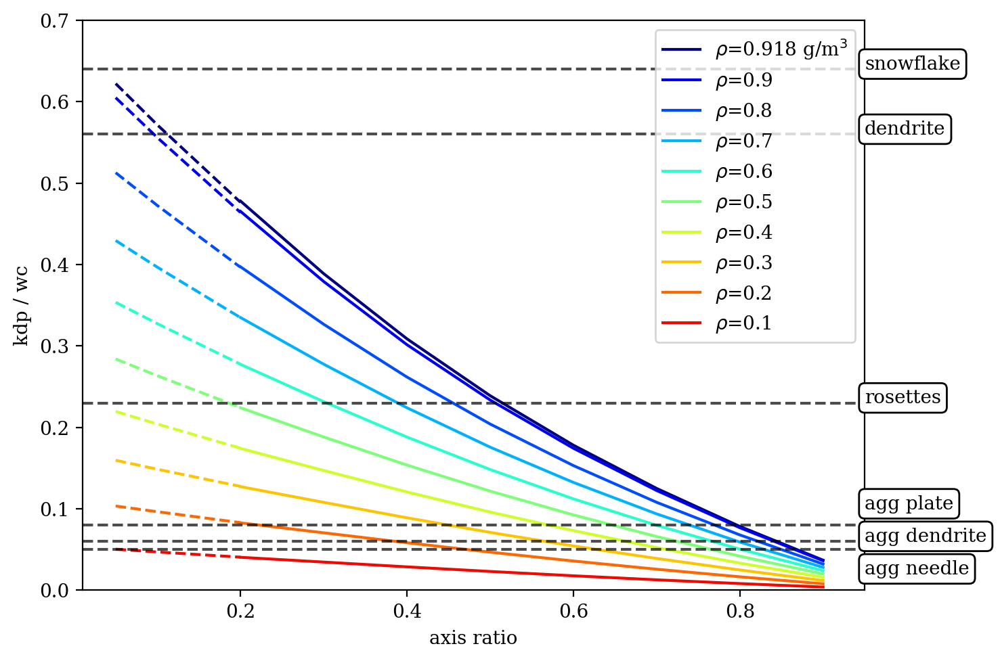 kdp / wc
0.7
0.6
0.5
0.4
0.3
0.2
0.1
0.0
0.2
0.4
0.6
0.8
axis ratio
ρ=0.918 g/m³
ρ=0.9
ρ=0.8
ρ=0.7
ρ=0.6
ρ=0.5
ρ=0.4
ρ=0.3
ρ=0.2
ρ=0.1
snowflake
dendrite
rosettes
agg plate
agg dendrite
agg needle